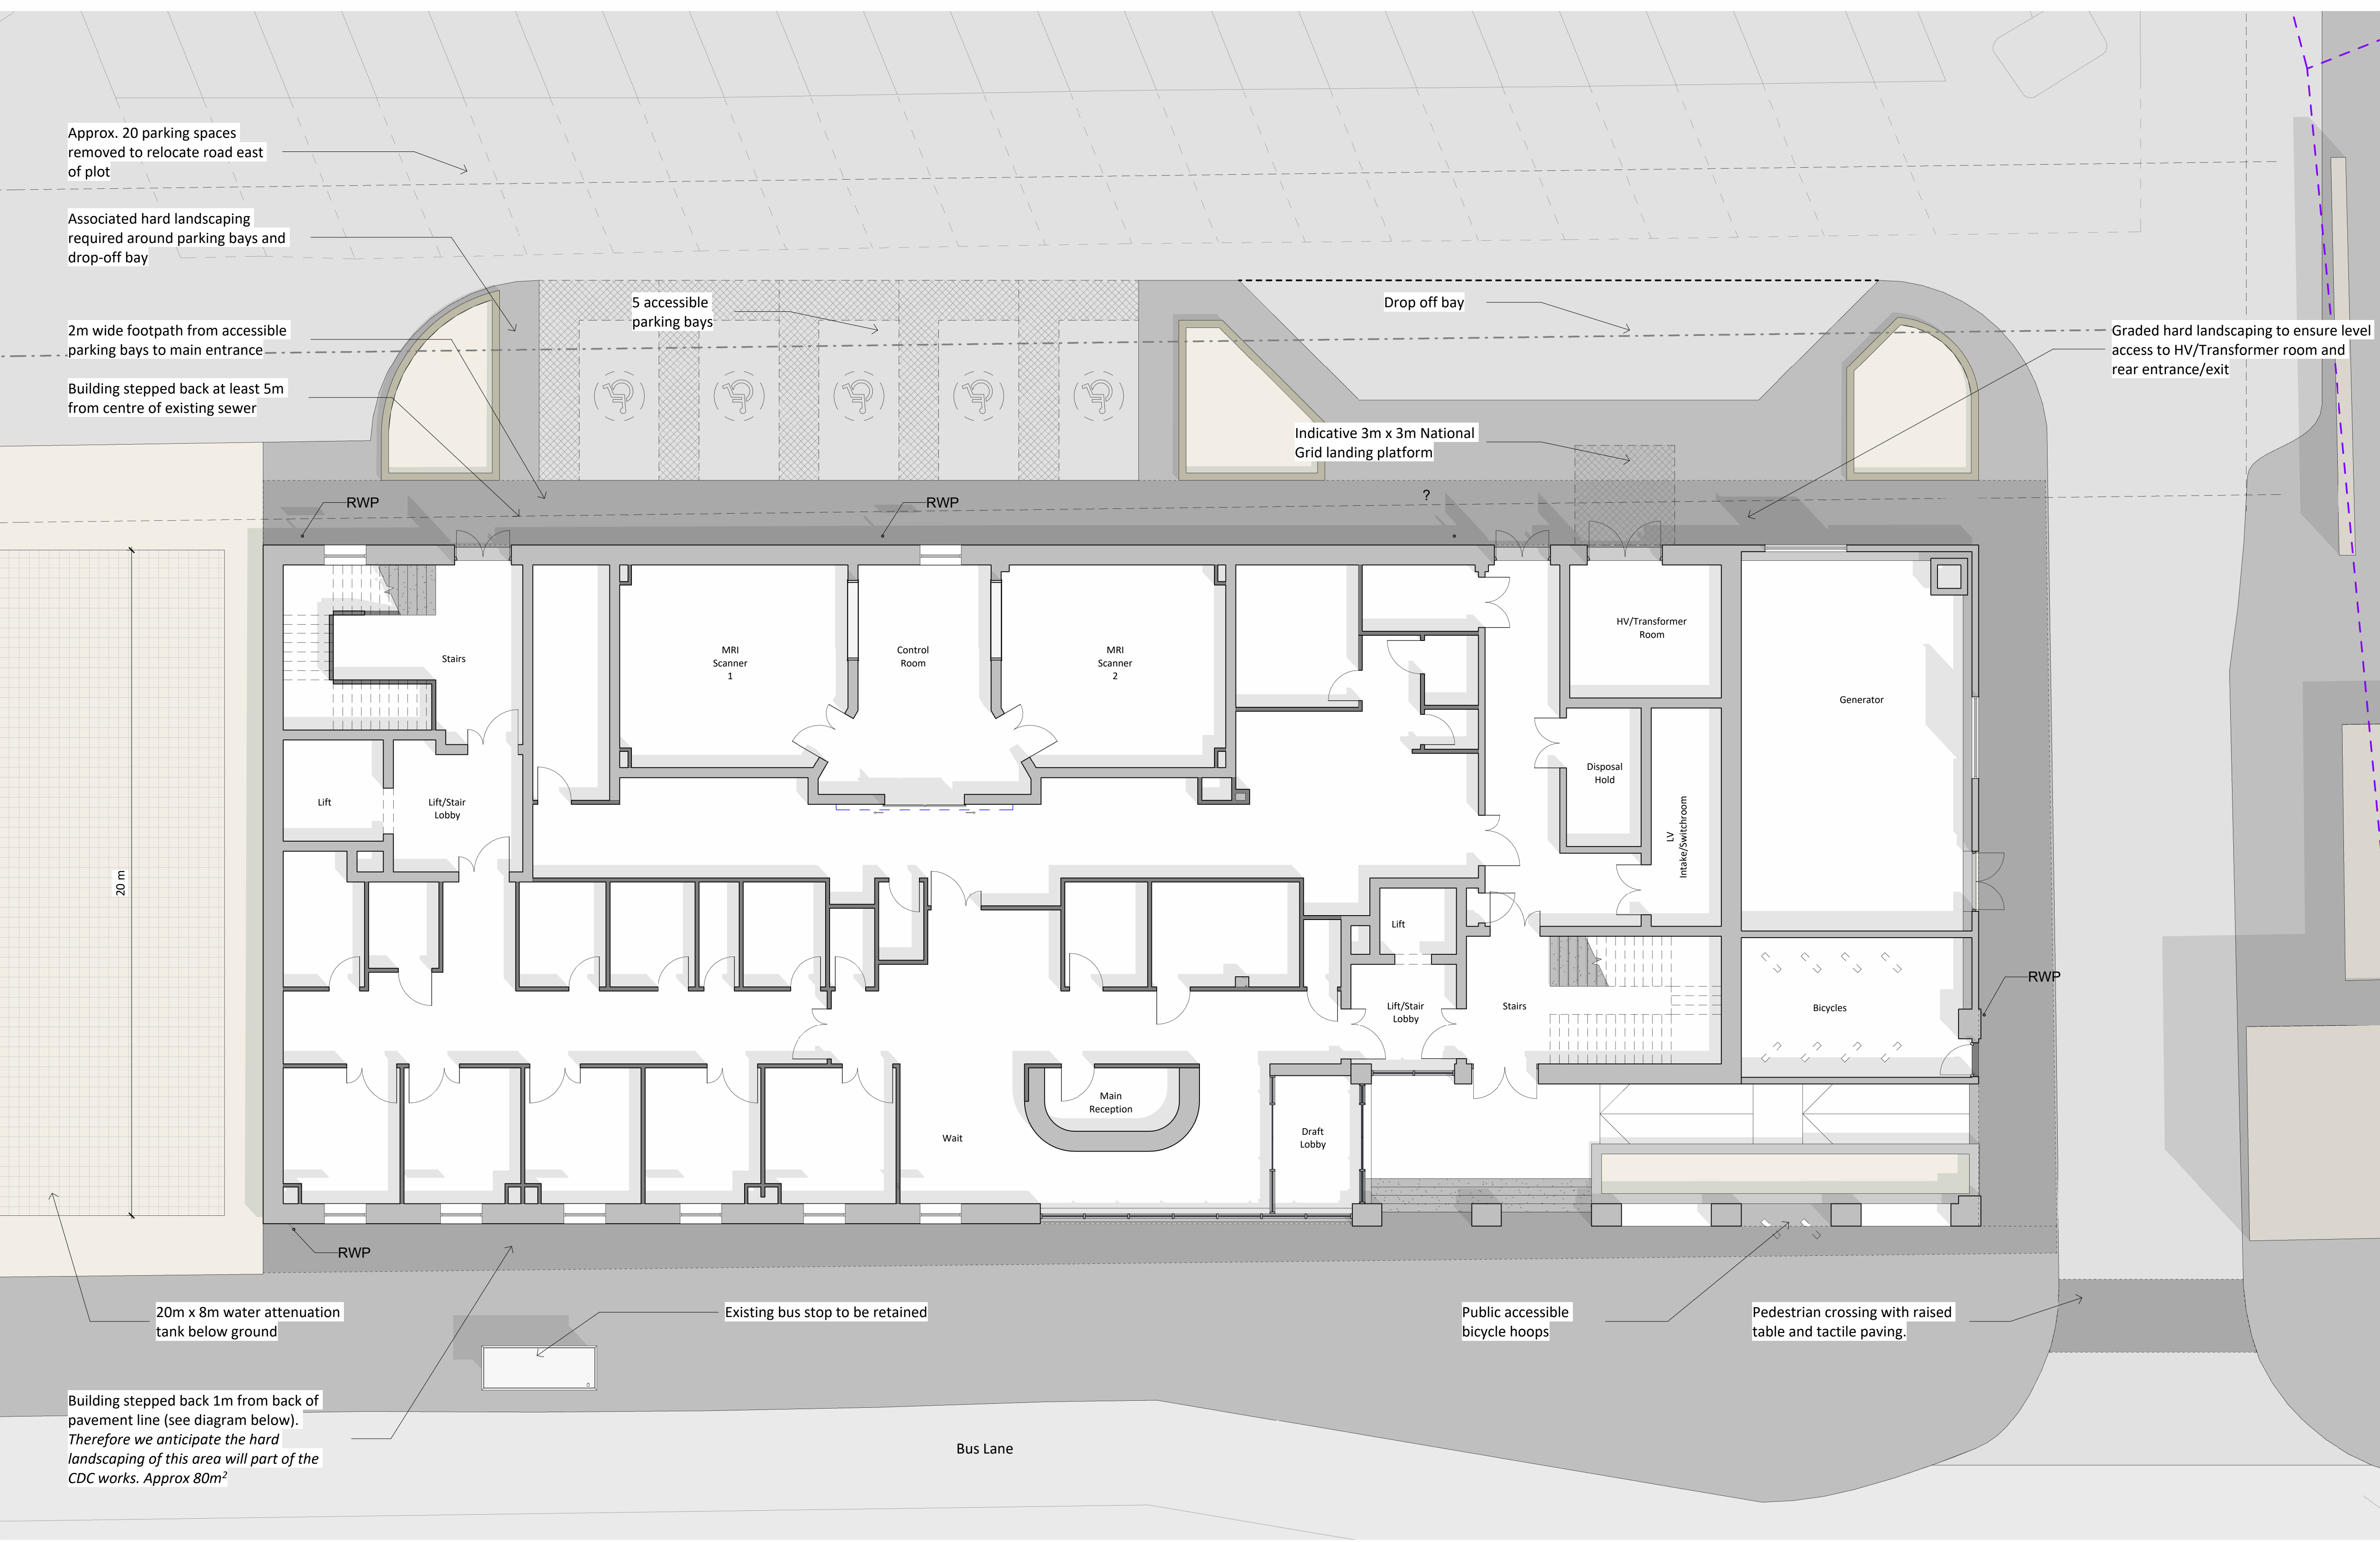 Approx. 20 parking spaces
removed to relocate road east
of plot
Associated hard landscaping
required around parking bays and
drop-off bay
2m wide footpath from accessible
parking bays to main entrance
Building stepped back at least 5m
from centre of existing sewer
5 accessible
parking bays
Drop off bay
Indicative 3m x 3m National
Grid landing platform
Graded hard landscaping to ensure level
access to HV/Transformer room and
rear entrance/exit
RWP
RWP
?
Stairs
MRI
Scanner
1
Control
Room
MRI
Scanner
2
HV/Transformer
Room
Generator
Lift
Lift/Stair
Lobby
Disposal
Hold
LV
Intake/Switchroom
20 m
Lift
Lift/Stair
Lobby
Stairs
Bicycles
RWP
Main
Reception
Wait
Draft
Lobby
RWP
20m x 8m water attenuation
tank below ground
Existing bus stop to be retained
Public accessible
bicycle hoops
Pedestrian crossing with raised
table and tactile paving.
Building stepped back 1m from back of
pavement line (see diagram below).
Therefore we anticipate the hard
landscaping of this area will part of the
CDC works. Approx 80m²
Bus Lane